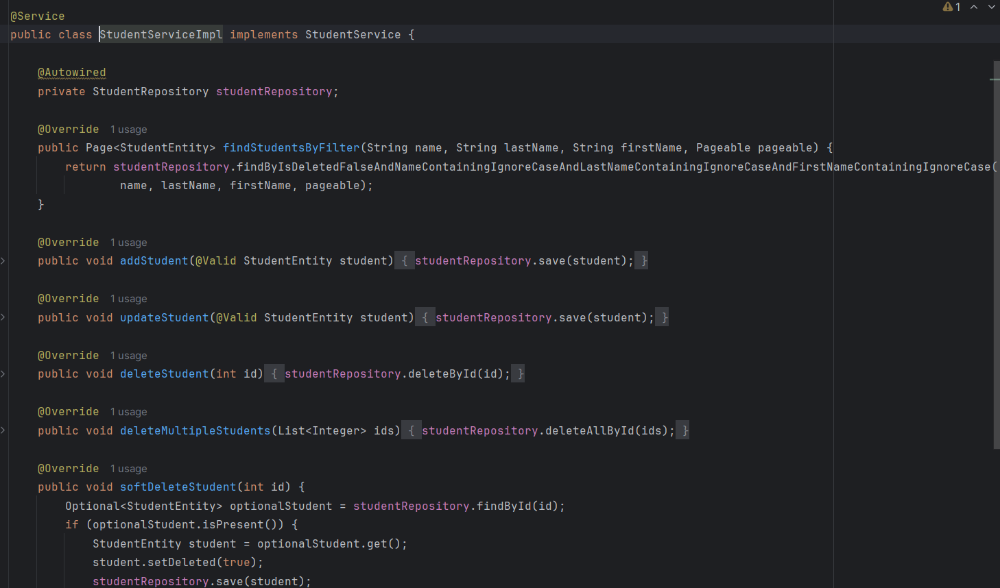 1
@Service
public class StudentServiceImpl implements StudentService {
@Autowired
private StudentRepository studentRepository;
@Override 1 usage
public Page<StudentEntity> findStudentsByFilter(String name, String lastName, String firstName, Pageable pageable) {
return studentRepository.findByIsDeletedFalseAndNameContainingIgnoreCaseAndLastNameContainingIgnoreCaseAndFirstNameContainingIgnoreCase(
name, lastName, firstName, pageable);
}
@Override 1 usage
public void addStudent(@Valid StudentEntity student) { studentRepository.save(student); }
@Override 1 usage
public void updateStudent(@Valid StudentEntity student) { studentRepository.save(student); }
@Override 1 usage
public void deleteStudent(int id) { studentRepository.deleteById(id); }
@Override 1 usage
public void deleteMultipleStudents(List<Integer> ids) { studentRepository.deleteAllById(ids); }
@Override 1 usage
public void softDeleteStudent(int id) {
Optional<StudentEntity> optionalStudent = studentRepository.findById(id);
if (optionalStudent.isPresent()) {
StudentEntity student = optionalStudent.get();
student.setDeleted(true);
studentRepository.save(student);